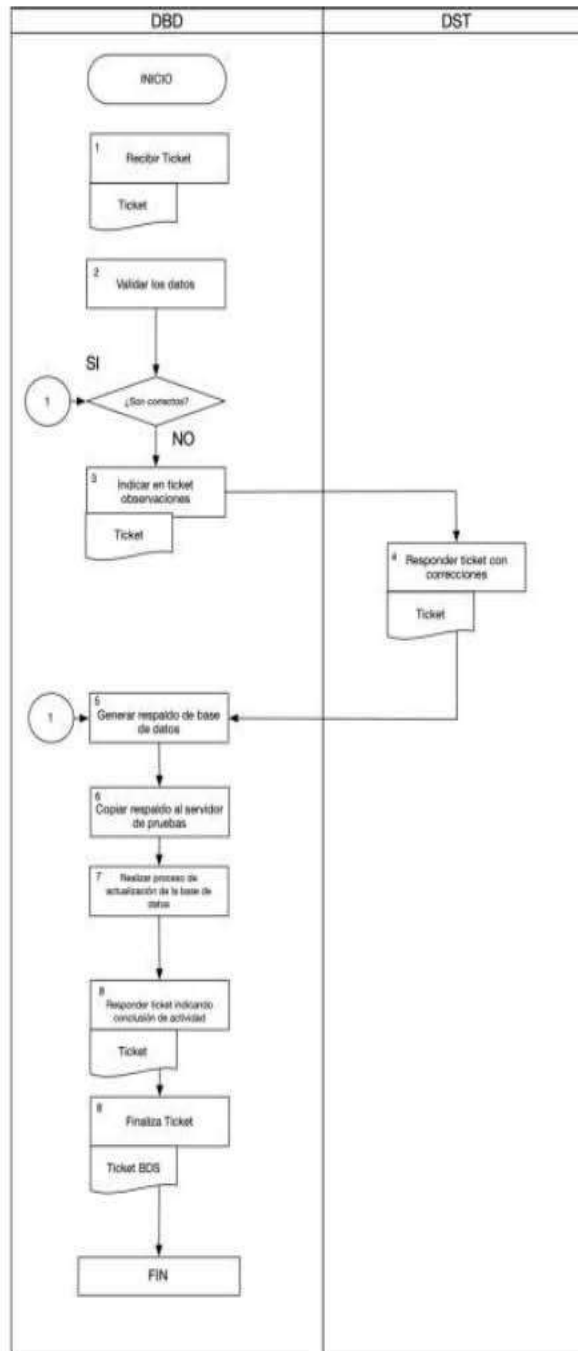 DBD
DST
INICIO
1
Recibir Ticket
Ticket
2
Validar los datos
SI
1
¿Son correctos?
NO
3
Indicar en ticket
observaciones
Ticket
4
Responder ticket con
correcciones
Ticket
1
5
Generar respaldo de base
de datos
6
Copiar respaldo al servidor
de pruebas
7
Realizar proceso de
actualización de la base de
datos
8
Responder ticket indicando
conclusión de actividad
Ticket
Finaliza Ticket
Ticket BDS
FIN